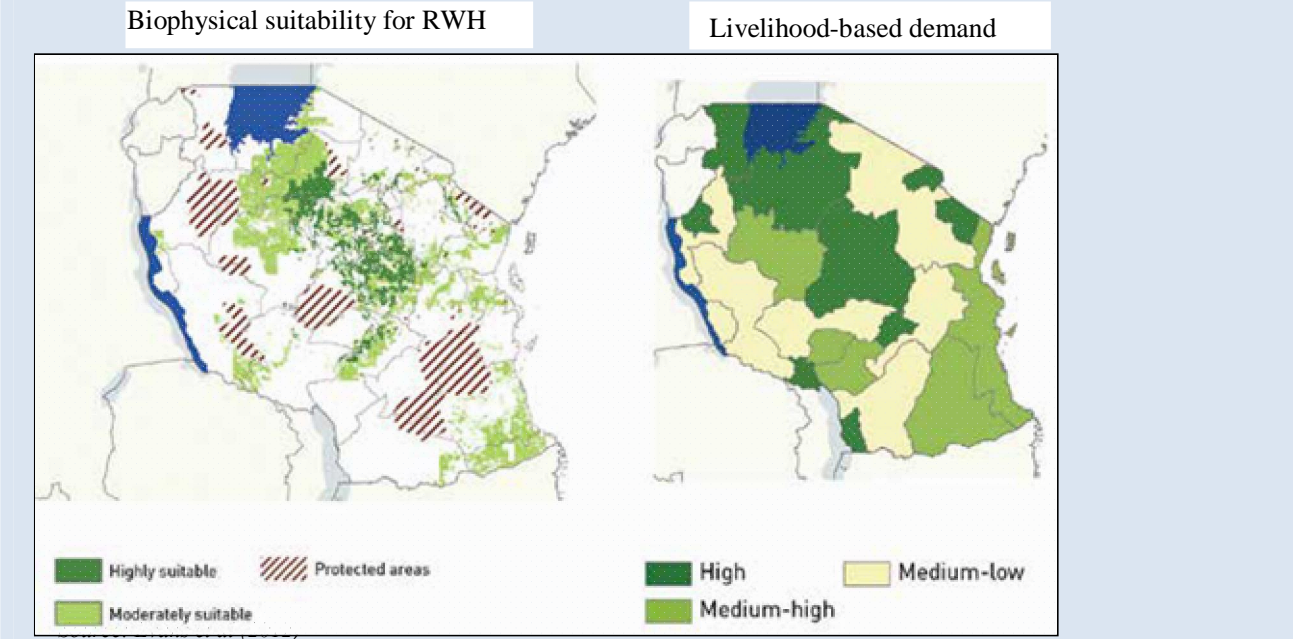 Biophysical suitability for RWH
Livelihood-based demand
Highly suitable
Protected areas
Moderately suitable
High
Medium-low
Medium-high